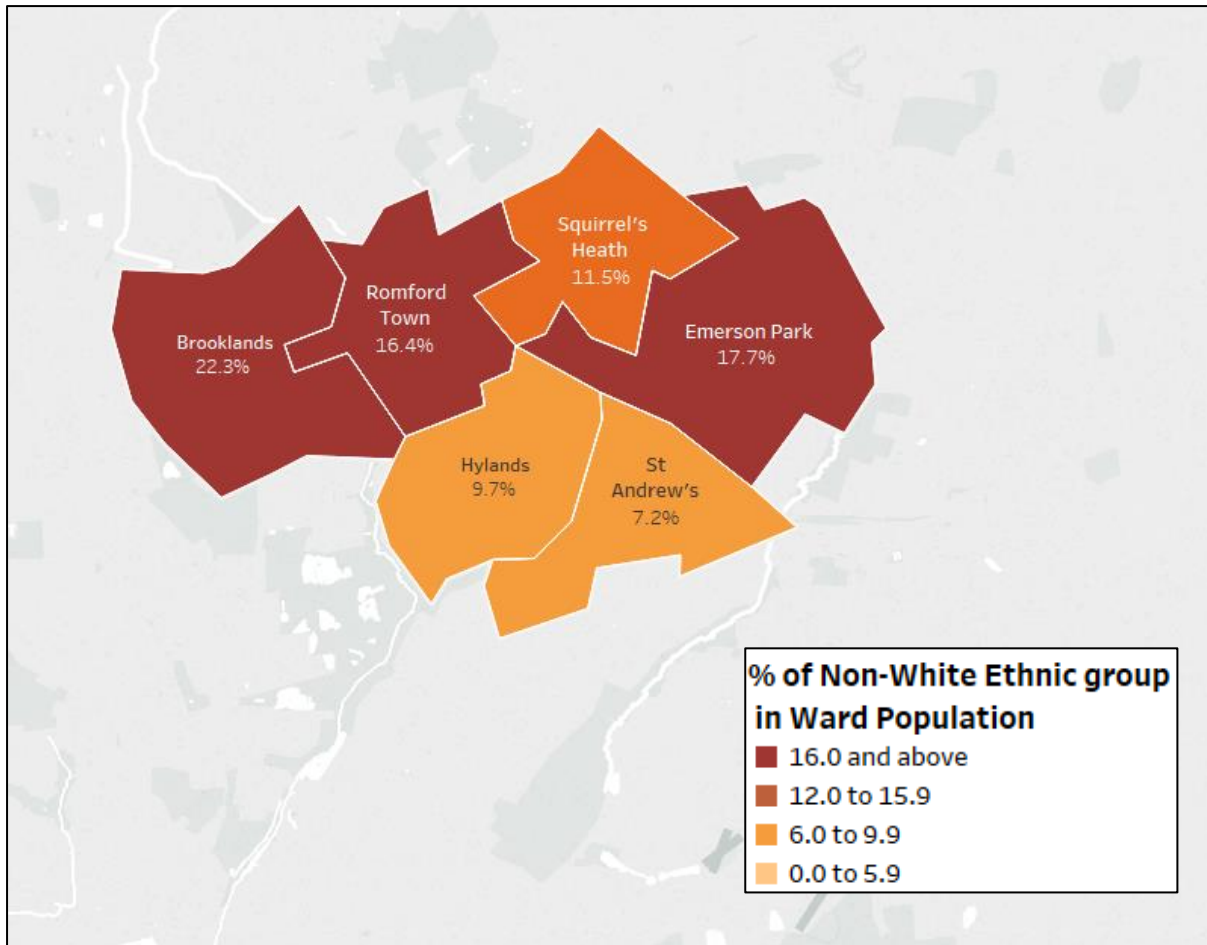 Squirrel's
Heath
11.5%
Romford
Town
16.4%
Emerson Park
17.7%
Brooklands
22.3%
Hylands
9.7%
St
Andrew's
7.2%
% of Non-White Ethnic group
in Ward Population
16.0 and above
12.0 to 15.9
6.0 to 9.9
0.0 to 5.9